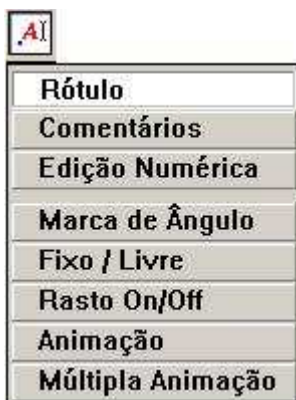 .A
Rótulo
Comentários
Edição Numérica
Marca de Ângulo
Fixo / Livre
Rasto On/Off
Animação
Múltipla Animação